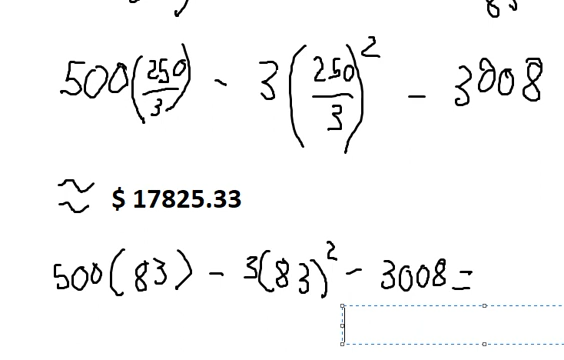 500(250/3) - 3(250/3)² - 3008
≈ $ 17825.33
500(83) - 3(83)² - 3008 =